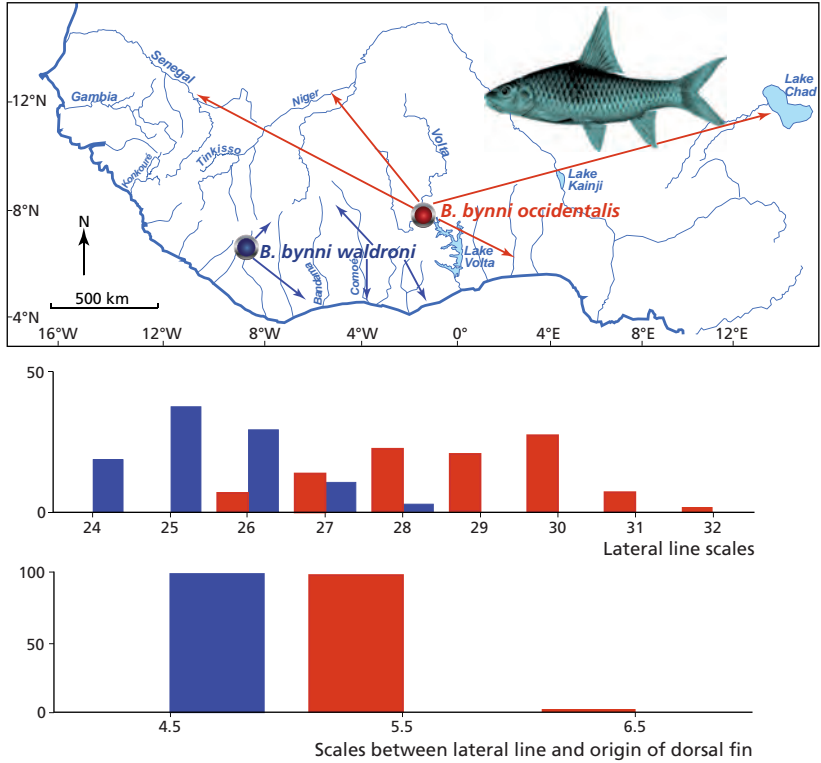 Senegal
Gambia
Konkouré
Tinkisso
Niger
Volta
Lake
Chad
Lake
Kainji
12°N
8°N
4°N
N
500 km
B. bynni occidentalis
B. bynni waldroni
Bandama
Comoé
Lake
Volta
16°W 12°W 8°W 4°W 0° 4°E 8°E 12°E
50
0
24 25 26 27 28 29 30 31 32
Lateral line scales
100
50
0
4.5 5.5 6.5
Scales between lateral line and origin of dorsal fin